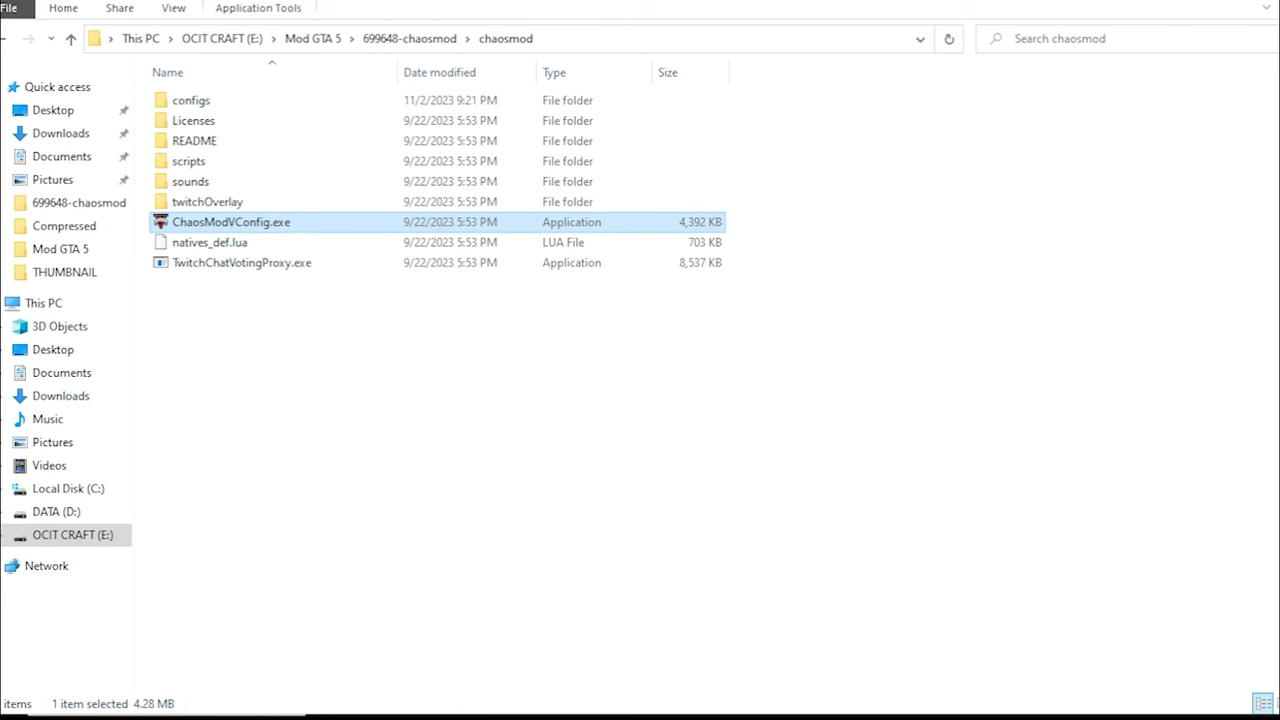 File Home Share View Application Tools
This PC OCIT CRAFT (E:) Mod GTA 5 699648-chaosmod chaosmod Search chaosmod
Name Date modified Type Size
Quick access
Desktop
Downloads
Documents
Pictures
699648-chaosmod
Compressed
Mod GTA 5
THUMBNAIL
This PC
3D Objects
Desktop
Documents
Downloads
Music
Pictures
Videos
Local Disk (C:)
DATA (D:)
OCIT CRAFT (E:)
Network
configs 11/2/2023 9:21 PM File folder
Licenses 9/22/2023 5:53 PM File folder
README 9/22/2023 5:53 PM File folder
scripts 9/22/2023 5:53 PM File folder
sounds 9/22/2023 5:53 PM File folder
twitchOverlay 9/22/2023 5:53 PM File folder
ChaosModVConfig.exe 9/22/2023 5:53 PM Application 4,392 KB
natives_def.lua 9/22/2023 5:53 PM LUA File 703 KB
TwitchChatVotingProxy.exe 9/22/2023 5:53 PM Application 8,537 KB
items 1 item selected 4.28 MB